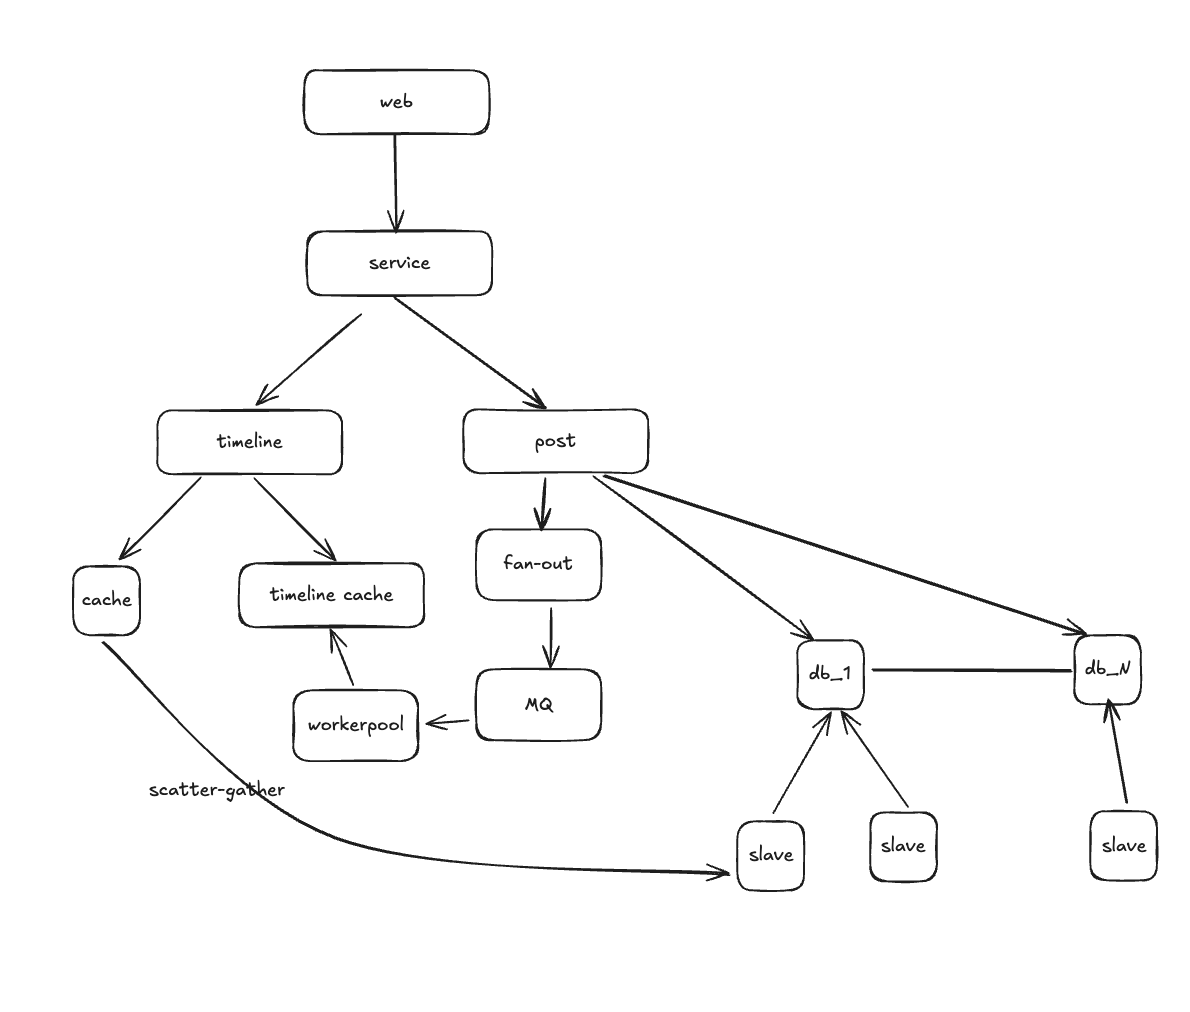 web
service
timeline
post
fan-out
cache
timeline cache
db_1
db_N
MQ
workerpool
scatter-gather
slave
slave
slave